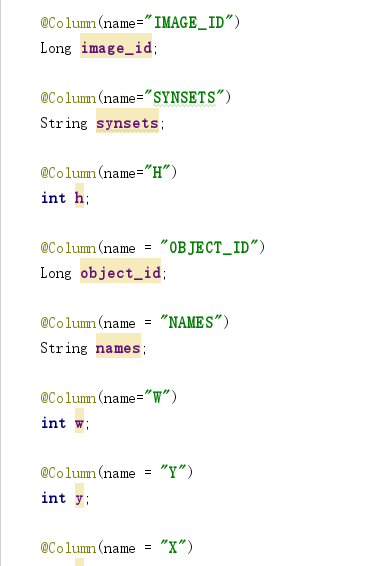 @Column(name="IMAGE_ID")
Long image_id;
@Column(name="SYNSETS")
String synsets;
@Column(name="H")
int h;
@Column(name = "OBJECT_ID")
Long object_id;
@Column(name = "NAMES")
String names;
@Column(name="W")
int w;
@Column(name = "Y")
int y;
@Column(name = "X")